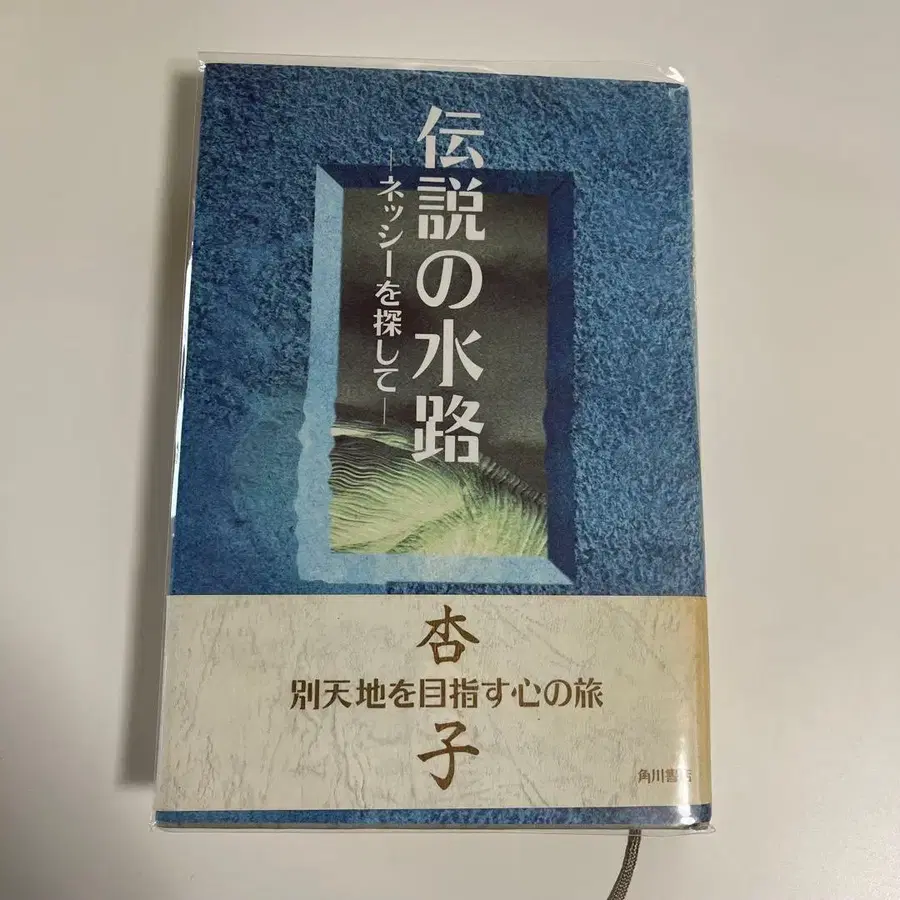 伝説の水路
―ネッシーを探して―
杏子
別天地を目指す心の旅
角川書店